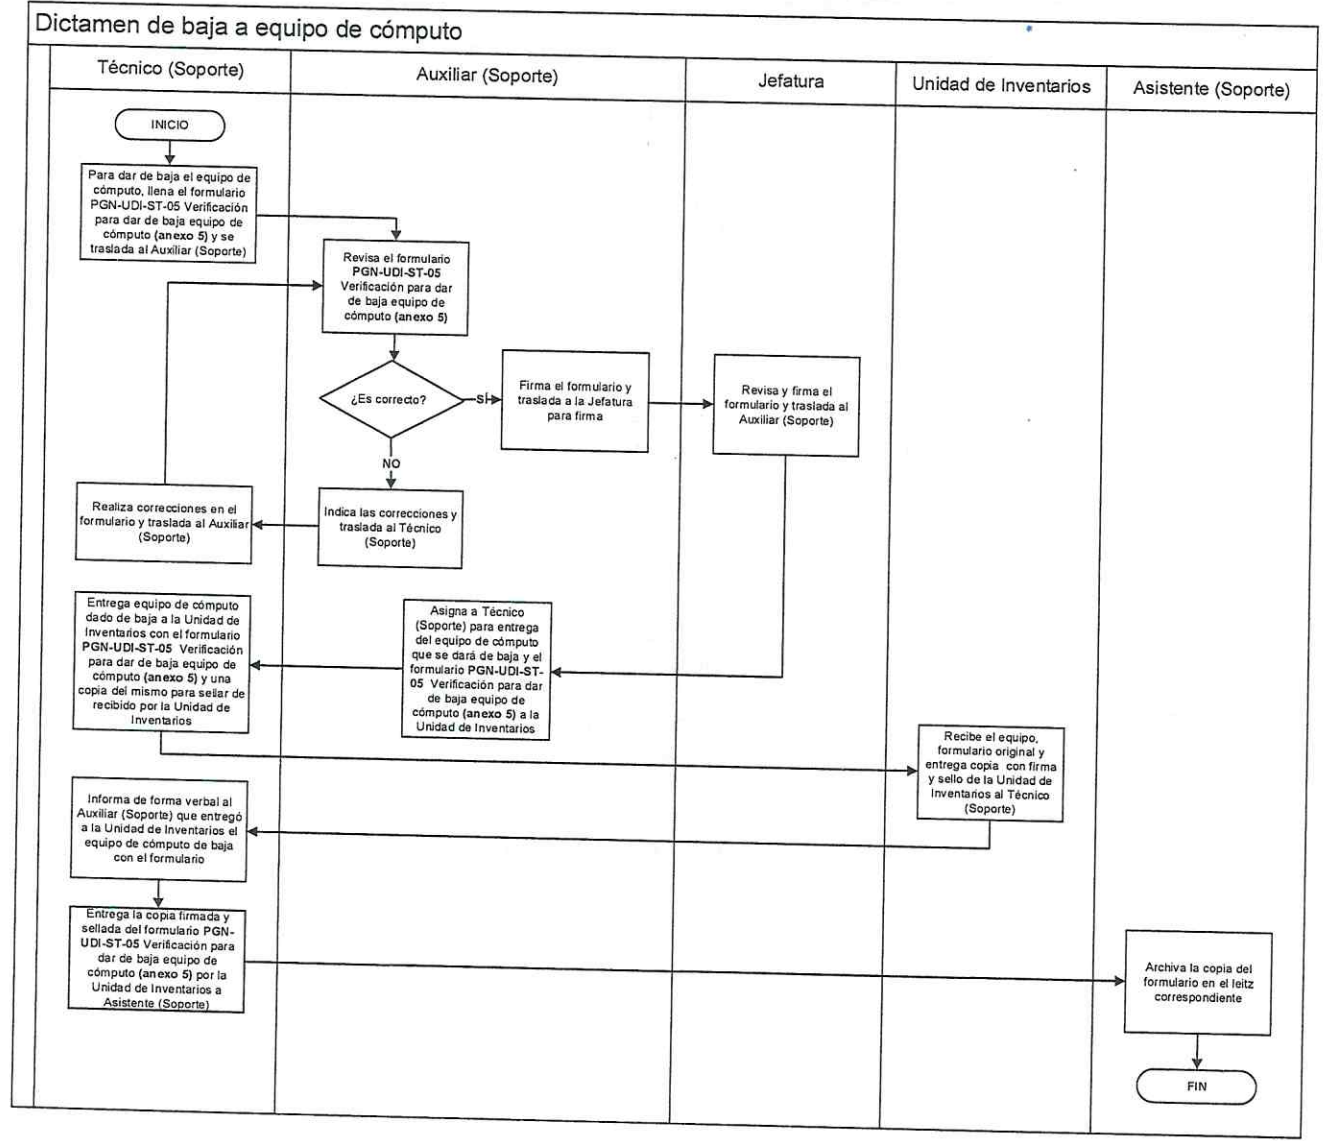 Dictamen de baja a equipo de cómputo
Técnico (Soporte)
Auxiliar (Soporte)
Jefatura
Unidad de Inventarios
Asistente (Soporte)
INICIO
Para dar de baja el equipo de
cómputo, llena el formulario
PGN-UDI-ST-05 Verificación
para dar de baja equipo de
cómputo (anexo 5) y se
traslada al Auxiliar (Soporte)
Revisa el formulario
PGN-UDI-ST-05
Verificación para dar
de baja equipo de
cómputo (anexo 5)
¿Es correcto?
SÍ
Firma el formulario y
traslada a la Jefatura
para firma
Revisa y firma el
formulario y traslada al
Auxiliar (Soporte)
NO
Indica las correcciones y
traslada al Técnico
(Soporte)
Realiza correcciones en el
formulario y traslada al Auxiliar
(Soporte)
Asigna a Técnico
(Soporte) para entrega
del equipo de cómputo
que se dará de baja y el
formulario PGN-UDI-ST-
05 Verificación para dar
de baja equipo de
cómputo (anexo 5) a la
Unidad de Inventarios
Entrega equipo de cómputo
dado de baja a la Unidad de
Inventarios con el formulario
PGN-UDI-ST-05 Verificación
para dar de baja equipo de
cómputo (anexo 5) y una
copia del mismo para sellar de
recibido por la Unidad de
Inventarios
Recibe el equipo,
formulario original y
entrega copia con firma
y sello de la Unidad de
Inventarios al Técnico
(Soporte)
Informa de forma verbal al
Auxiliar (Soporte) que entregó
a la Unidad de Inventarios el
equipo de cómputo de baja
con el formulario
Entrega la copia firmada y
sellada del formulario PGN-
UDI-ST-05 Verificación para
dar de baja equipo de
cómputo (anexo 5) por la
Unidad de Inventarios a
Asistente (Soporte)
Archiva la copia del
formulario en el leitz
correspondiente
FIN